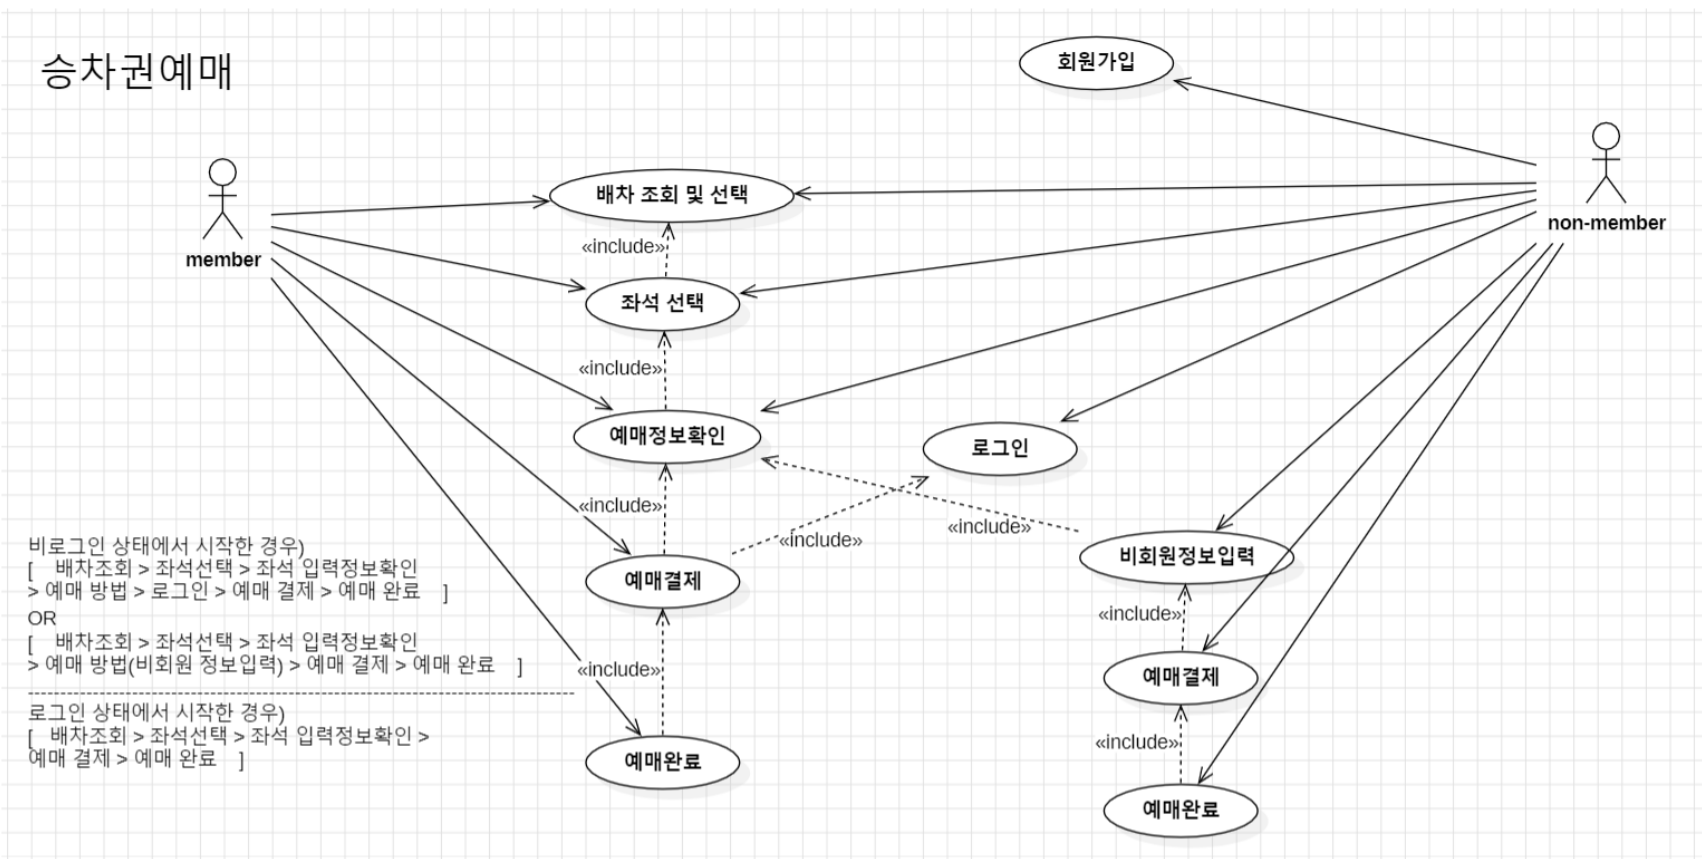 승차권예매
회원가입
member
non-member
배차 조회 및 선택
«include»
좌석 선택
«include»
예매정보확인
로그인
«include»
«include»
«include»
예매결제
비회원정보입력
«include»
«include»
예매결제
«include»
예매완료
예매완료
비로그인 상태에서 시작한 경우)
[ 배차조회 > 좌석선택 > 좌석 입력정보확인
> 예매 방법 > 로그인 > 예매 결제 > 예매 완료 ]
OR
[ 배차조회 > 좌석선택 > 좌석 입력정보확인
> 예매 방법(비회원 정보입력) > 예매 결제 > 예매 완료 ]
--------------------------------------------------------------------------------
로그인 상태에서 시작한 경우)
[ 배차조회 > 좌석선택 > 좌석 입력정보확인 >
예매 결제 > 예매 완료 ]